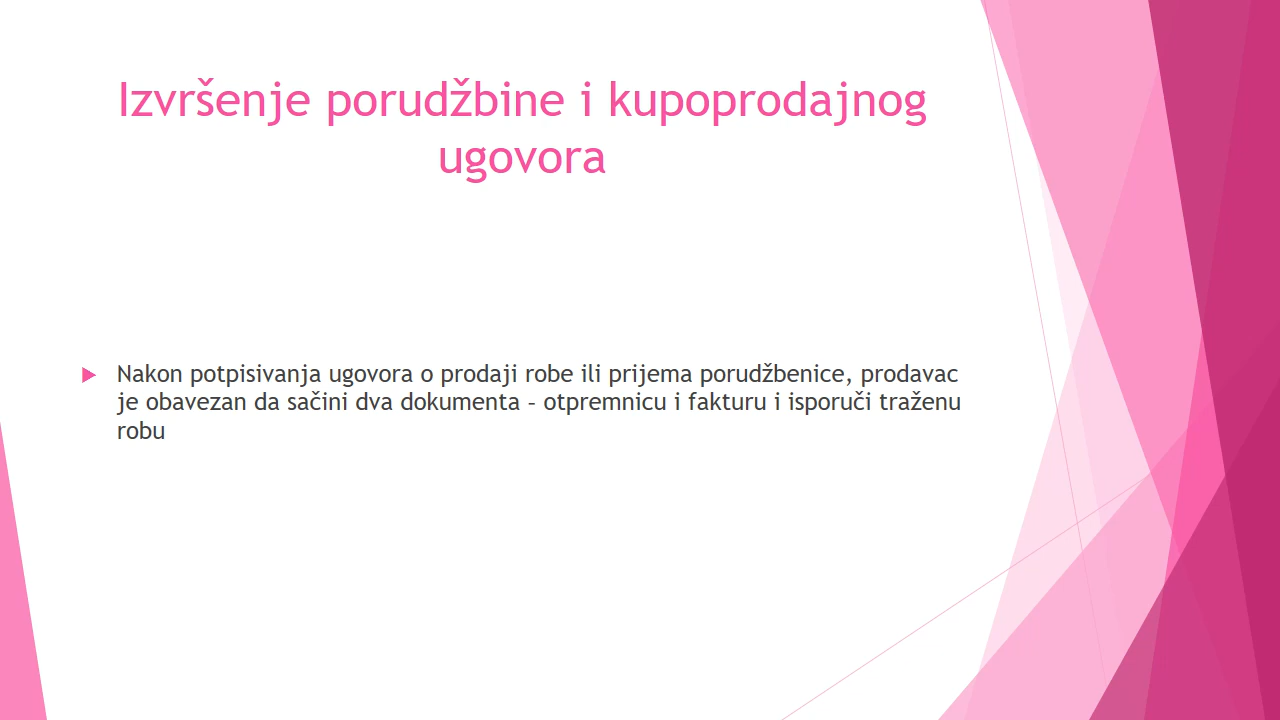 Izvršenje porudžbine i kupoprodajnog
ugovora
Nakon potpisivanja ugovora o prodaji robe ili prijema porudžbenice, prodavac
je obavezan da sačini dva dokumenta - otpremnicu i fakturu i isporuči traženu
robu